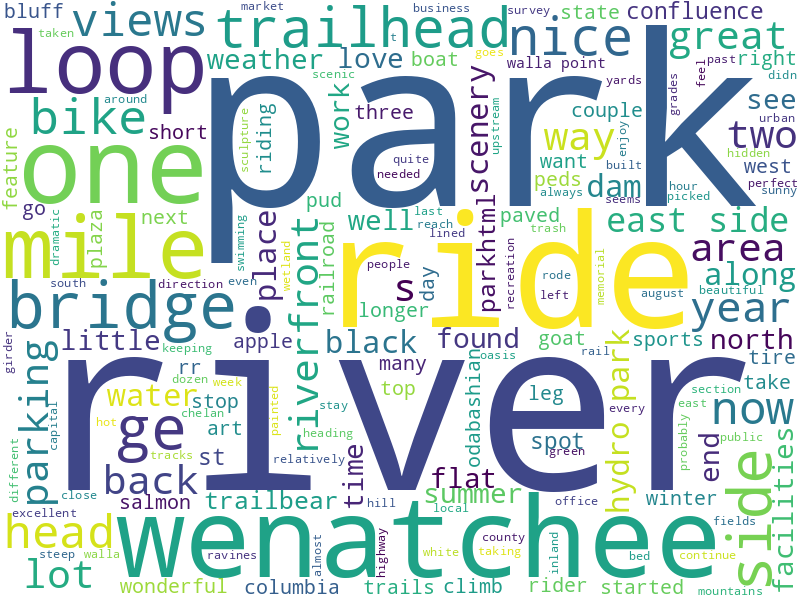 bluff
views
trailhead
market
business
nice
survey
state
confluence
taken
t
goes
great
loop
park
weather
love
boat
walla point
right
didn
scenic
yards
grades
feel
past
bike
around
short
sculpture
riding
work
three
scenery
upstream
couple
enjoy
see
urban
two
hidden
feature
one
quite
needed
way
want
peds
always
built
dam
hour
picked
west
perfect
seems
sunny
go
dramatic
plaza
next
pud
well
last
reach
lined
paved
trash
east side
area
mile
swimming
place
riverfront
railroad
wetland
ride
parkhtml
recreation
rode
left
memorial
along
beautiful
south
direction
even
people
s
day
longer
august
year
bridge
girder
little
apple
black
found
goat
sports
north
tire
parking
keeping
rr
dozen
week
many
top
oasis
rail
hydro park
take
capital
water
stop
river
odabashian
leg
every
section
now
hot
chelan
painted
stay
spot
east
ge
art
tracks
st
heading
relatively
time
green
probably
public
end
different
back
flat
side
facilities
close
salmon
trailbear
hill
summer
office
winter
fields
excellent
local
head
steep
walla
wenatchee
ravines
almost
highway
white
county
taking
inland
bed
continue
lot
wonderful
columbia
trails
climb
rider
started
mountains